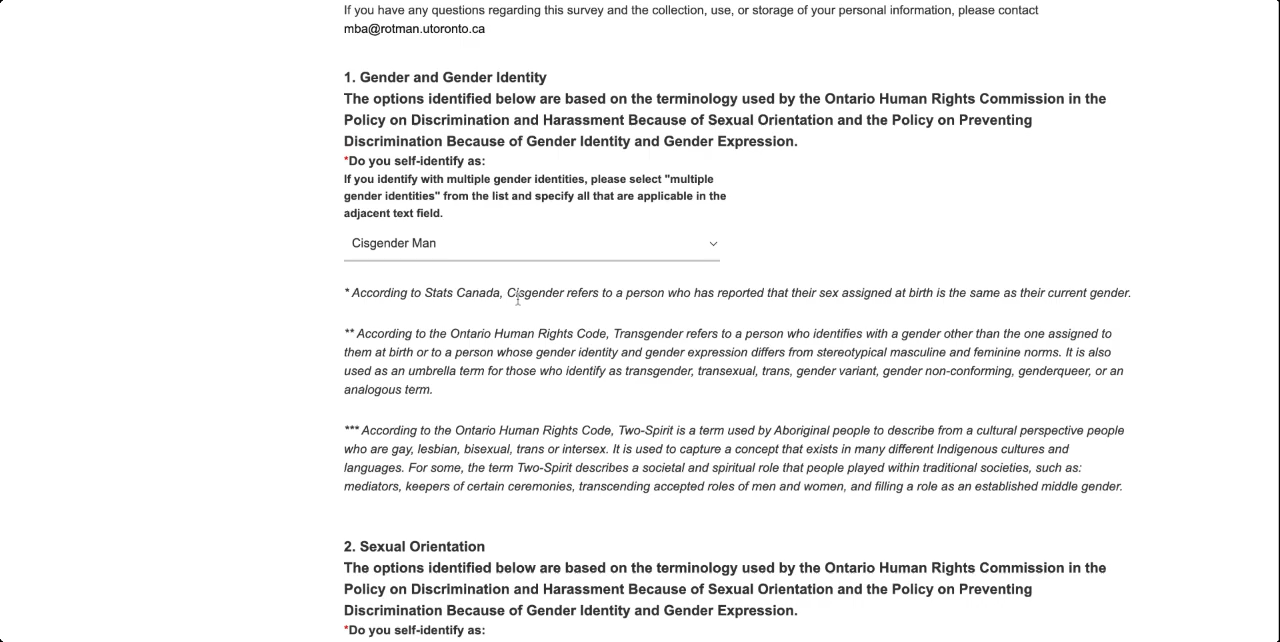 If you have any questions regarding this survey and the collection, use, or storage of your personal information, please contact
mba@rotman.utoronto.ca
1. Gender and Gender Identity
The options identified below are based on the terminology used by the Ontario Human Rights Commission in the
Policy on Discrimination and Harassment Because of Sexual Orientation and the Policy on Preventing
Discrimination Because of Gender Identity and Gender Expression.
*Do you self-identify as:
If you identify with multiple gender identities, please select "multiple
gender identities" from the list and specify all that are applicable in the
adjacent text field.
Cisgender Man
* According to Stats Canada, Cisgender refers to a person who has reported that their sex assigned at birth is the same as their current gender.
** According to the Ontario Human Rights Code, Transgender refers to a person who identifies with a gender other than the one assigned to
them at birth or to a person whose gender identity and gender expression differs from stereotypical masculine and feminine norms. It is also
used as an umbrella term for those who identify as transgender, transexual, trans, gender variant, gender non-conforming, genderqueer, or an
analogous term.
*** According to the Ontario Human Rights Code, Two-Spirit is a term used by Aboriginal people to describe from a cultural perspective people
who are gay, lesbian, bisexual, trans or intersex. It is used to capture a concept that exists in many different Indigenous cultures and
languages. For some, the term Two-Spirit describes a societal and spiritual role that people played within traditional societies, such as:
mediators, keepers of certain ceremonies, transcending accepted roles of men and women, and filling a role as an established middle gender.
2. Sexual Orientation
The options identified below are based on the terminology used by the Ontario Human Rights Commission in the
Policy on Discrimination and Harassment Because of Sexual Orientation and the Policy on Preventing
Discrimination Because of Gender Identity and Gender Expression.
*Do you self-identify as: